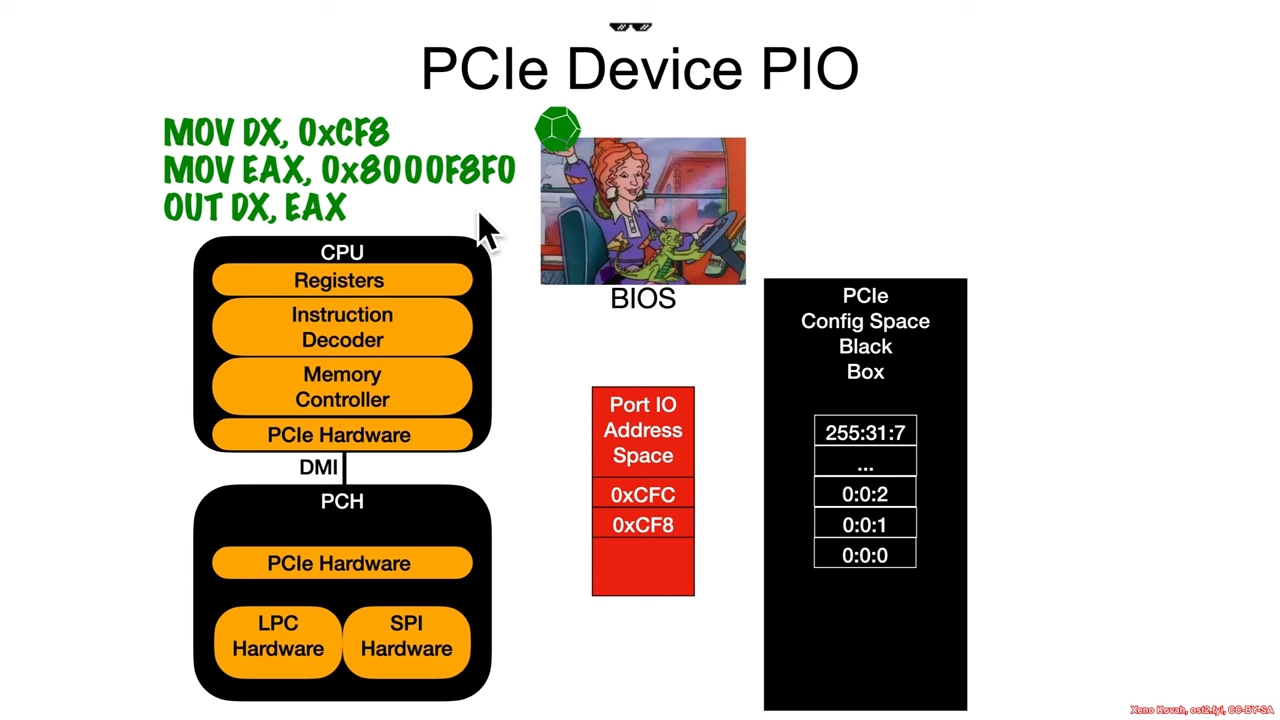 PCIe Device PIO
MOV DX, 0xCF8
MOV EAX, 0x8000F8F0
OUT DX, EAX
CPU
Registers
Instruction
Decoder
Memory
Controller
PCIe Hardware
DMI
PCH
PCIe Hardware
LPC
Hardware
SPI
Hardware
BIOS
Port IO
Address
Space
0xCFC
0xCF8
PCIe
Config Space
Black
Box
255:31:7
...
0:0:2
0:0:1
0:0:0
Xeno Kovah, ost2.fyi, CC-BY-SA